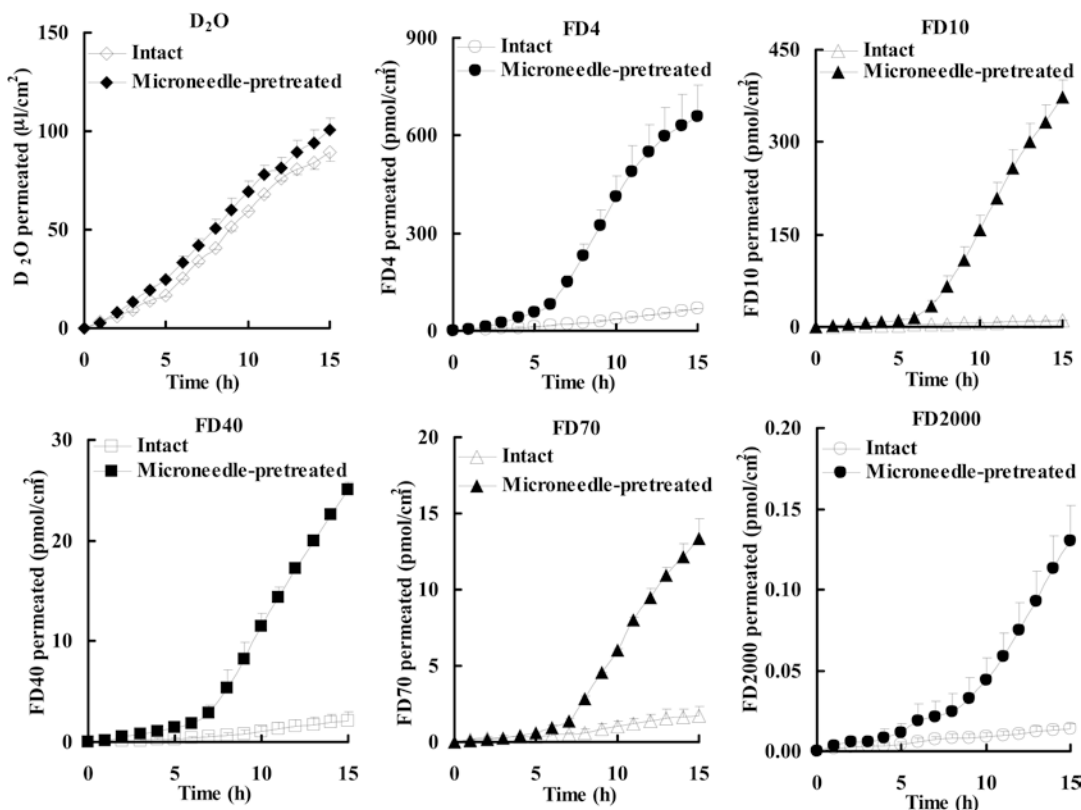 D₂O
Intact
Microneedle-pretreated
D₂O permeated (μl/cm²)
150
100
50
0
0 5 10 15
Time (h)
FD4
Intact
Microneedle-pretreated
FD4 permeated (pmol/cm²)
900
600
300
0
0 5 10 15
Time (h)
FD10
Intact
Microneedle-pretreated
FD10 permeated (pmol/cm²)
450
300
150
0
0 5 10 15
Time (h)
FD40
Intact
Microneedle-pretreated
FD40 permeated (pmol/cm²)
30
20
10
0
0 5 10 15
Time (h)
FD70
Intact
Microneedle-pretreated
FD70 permeated (pmol/cm²)
20
15
10
5
0
0 5 10 15
Time (h)
FD2000
Intact
Microneedle-pretreated
FD2000 permeated (pmol/cm²)
0.20
0.15
0.10
0.05
0.00
0 5 10 15
Time (h)